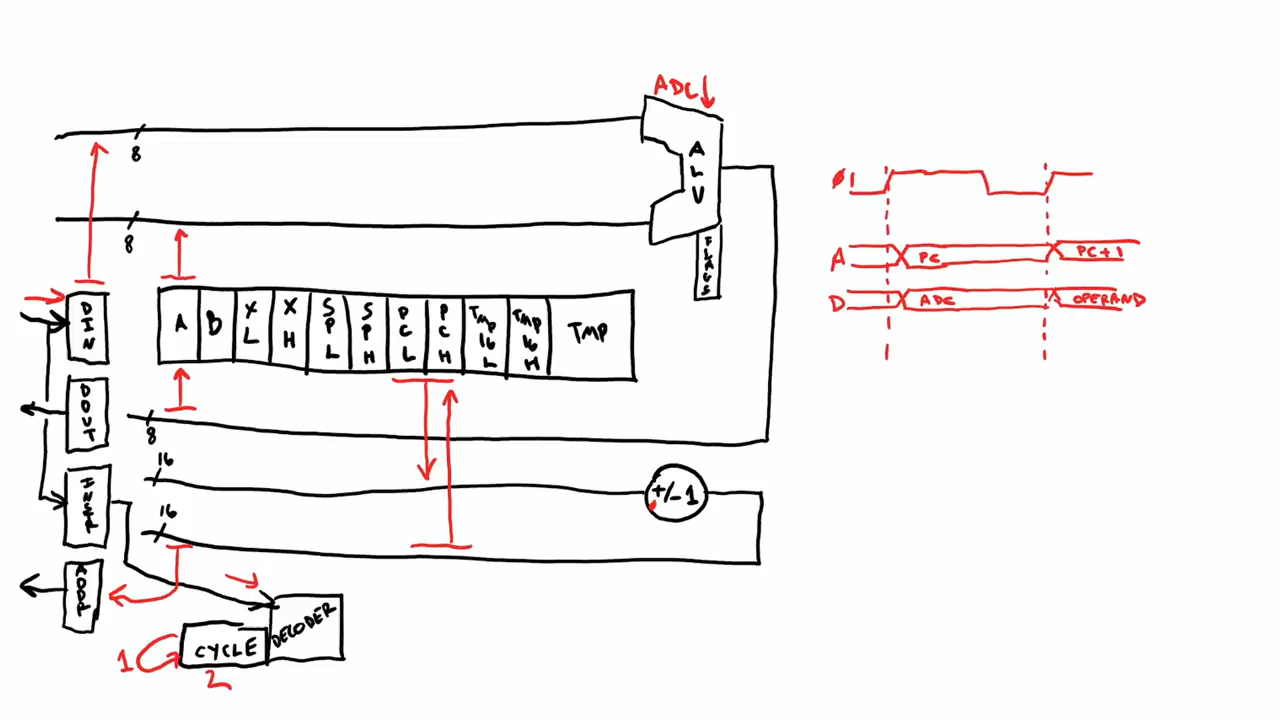 ADC
8
ALU
8
FLAGS
DIN
A B XL XH SPL SPH PCL PCH TMP16L TMP16H TMP
DOUT
8
16
+/-1
INSTR
16
ADDR
DECODER
1 CYCLE
2
Ø1
A PC PC+1
D ADC OPERAND